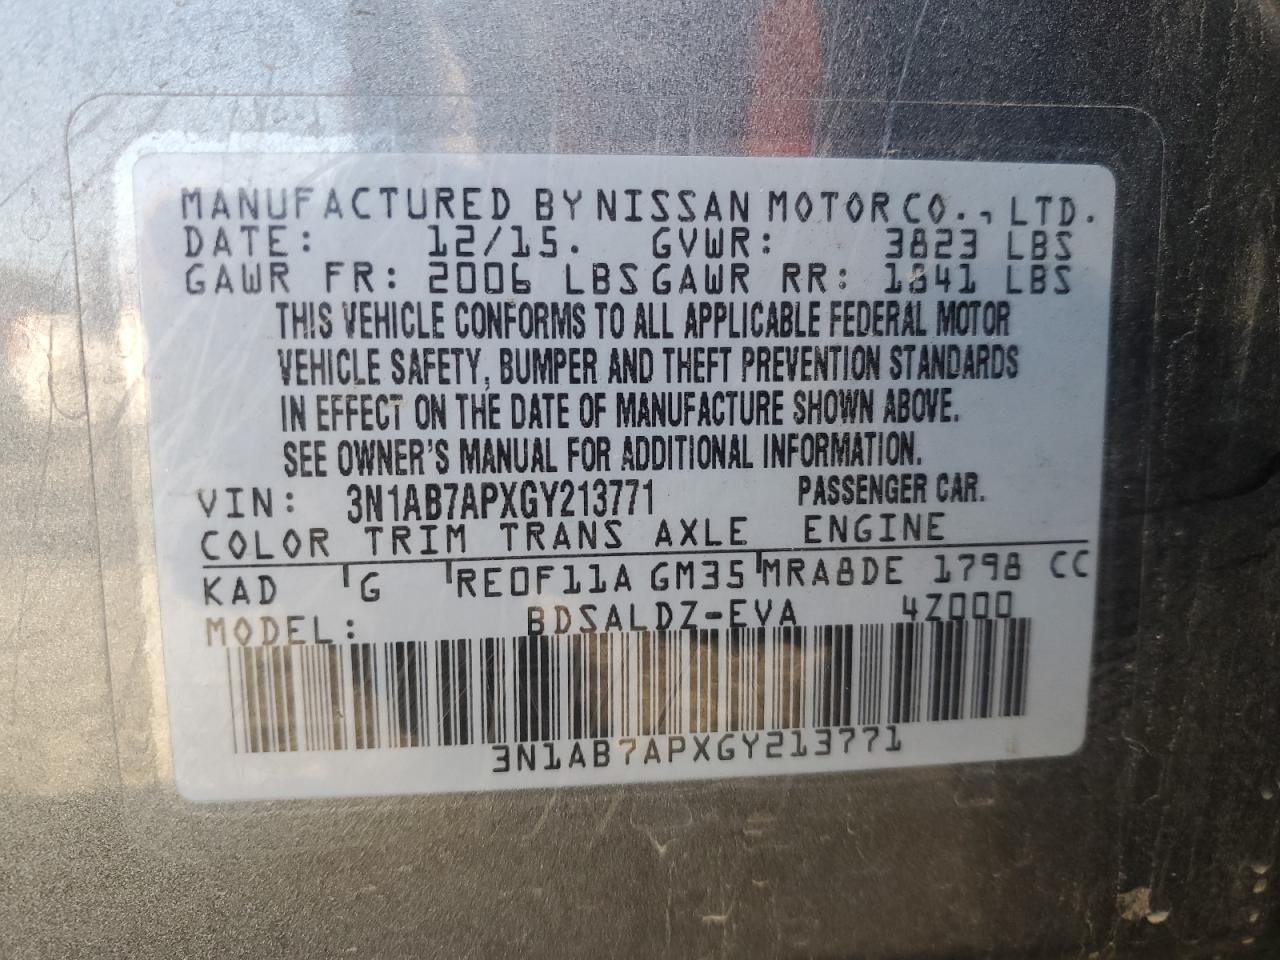 MANUFACTURED BY NISSAN MOTOR CO., LTD.
DATE: 12/15. GVWR: 3823 LBS
GAWR FR: 2006 LBS GAWR RR: 1841 LBS
THIS VEHICLE CONFORMS TO ALL APPLICABLE FEDERAL MOTOR
VEHICLE SAFETY, BUMPER AND THEFT PREVENTION STANDARDS
IN EFFECT ON THE DATE OF MANUFACTURE SHOWN ABOVE.
SEE OWNER'S MANUAL FOR ADDITIONAL INFORMATION.
VIN: 3N1AB7APXGY213771 PASSENGER CAR.
COLOR TRIM TRANS AXLE ENGINE
KAD G RE0F11A GM35 MRA8DE 1798 CC
MODEL: BDSALDZ-EVA 4Z000
3N1AB7APXGY213771